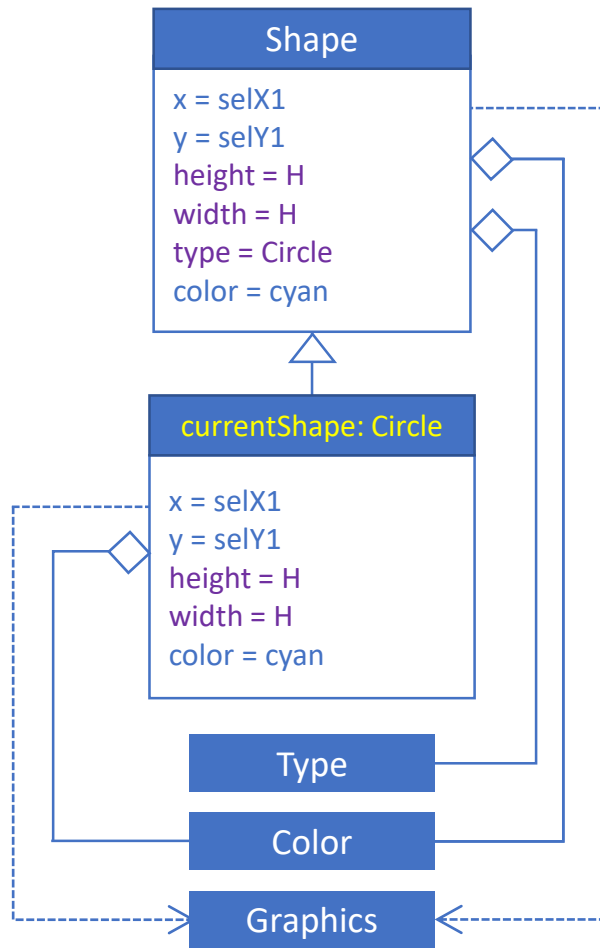 Shape
x = selX1
y = selY1
height = H
width = H
type = Circle
color = cyan
currentShape: Circle
x = selX1
y = selY1
height = H
width = H
color = cyan
Type
Color
Graphics